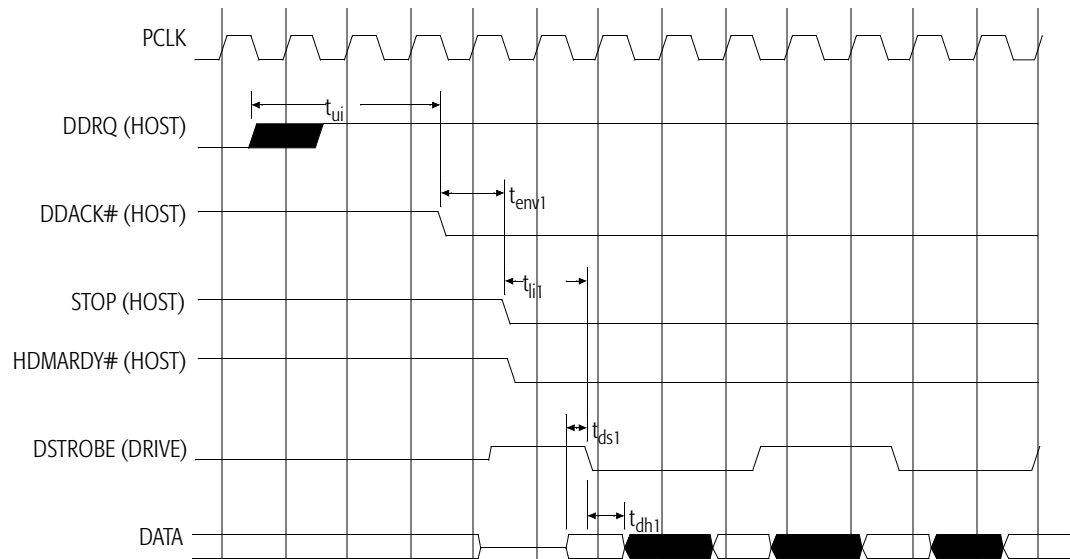 PCLK
t_ui
DDRQ (HOST)
t_env1
DDACK# (HOST)
t_li1
STOP (HOST)
HDMARDY# (HOST)
t_ds1
DSTROBE (DRIVE)
t_dh1
DATA